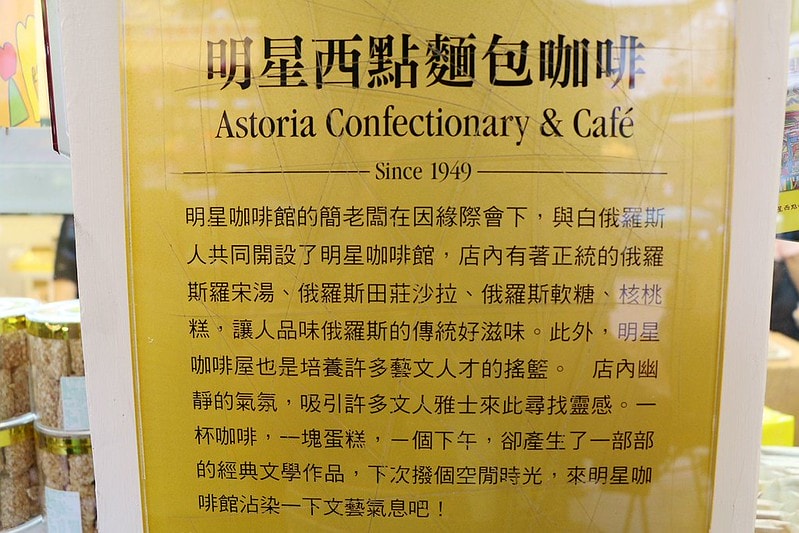 明星西點麵包咖啡
Astoria Confectionary & Café
Since 1949
明星咖啡館的簡老闆在因緣際會下，與白俄羅斯
人共同開設了明星咖啡館，店內有著正統的俄羅
斯羅宋湯、俄羅斯田莊沙拉、俄羅斯軟糖、核桃
糕，讓人品味俄羅斯的傳統好滋味。此外，明星
咖啡屋也是培養許多藝文人才的搖籃。 店內幽
靜的氣氛，吸引許多文人雅士來此尋找靈感。一
杯咖啡，一塊蛋糕，一個下午，卻產生了一部部
的經典文學作品，下次撥個空閒時光，來明星咖
啡館沾染一下文藝氣息吧！
星西點